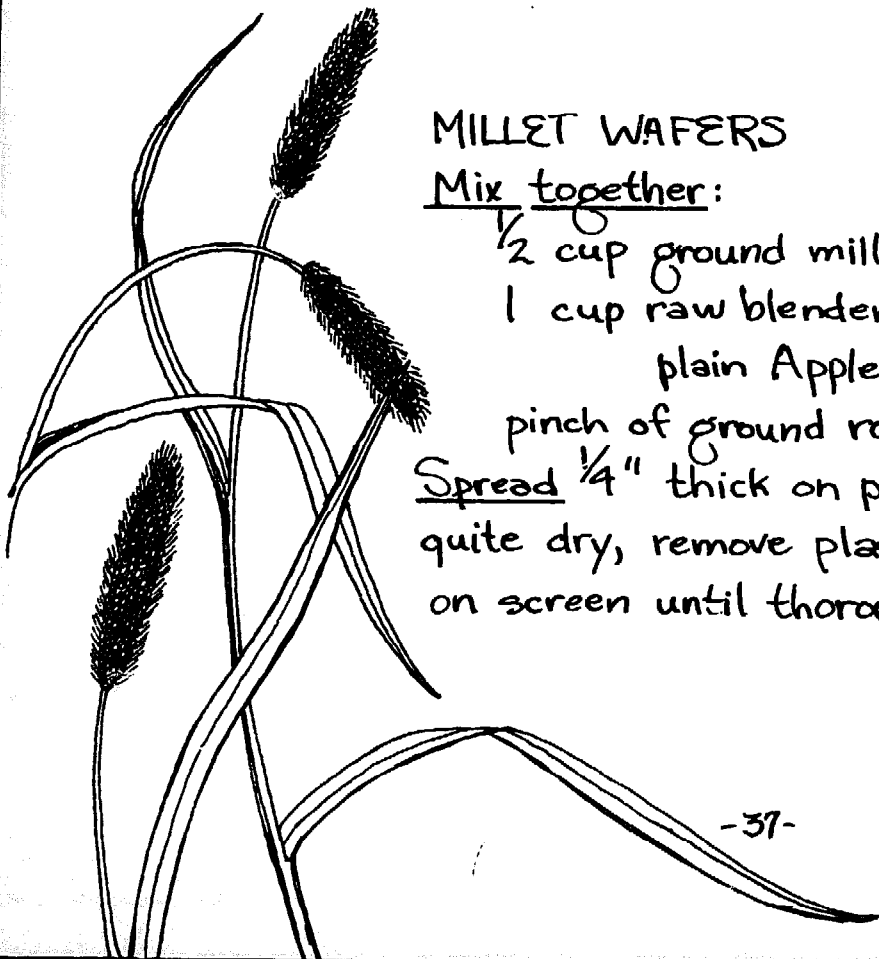 MILLET WAFERS
Mix together:
1/2 cup ground mill
1 cup raw blender
plain Apple
pinch of ground ro
Spread 1/4" thick on p
quite dry, remove pla
on screen until thoro
-37-